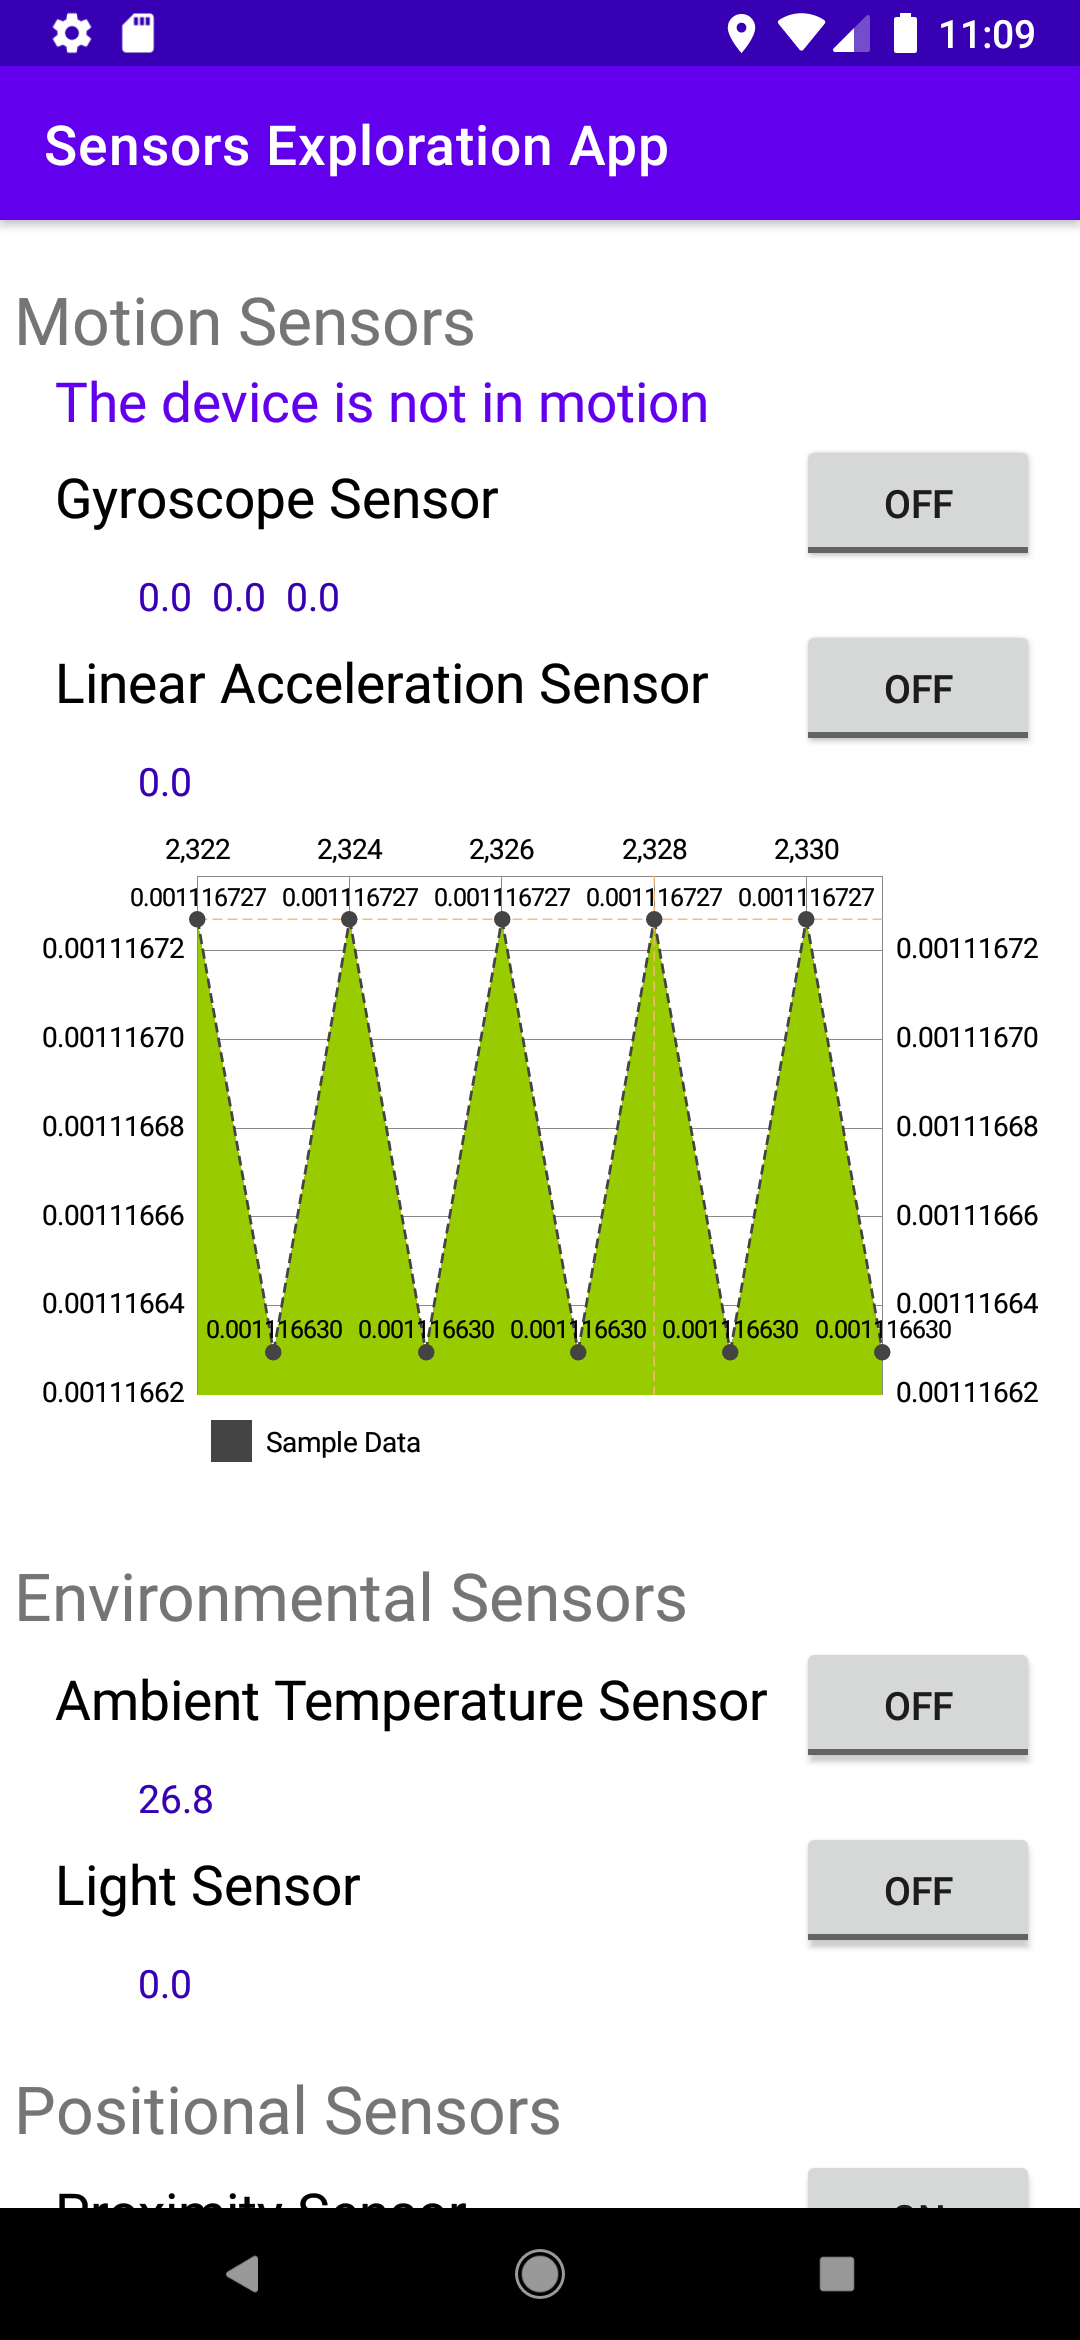 11:09
Sensors Exploration App
Motion Sensors
The device is not in motion
Gyroscope Sensor OFF
0.0 0.0 0.0
Linear Acceleration Sensor OFF
0.0
2,322 2,324 2,326 2,328 2,330
0.001116727 0.001116727 0.001116727 0.001116727 0.001116727
0.00111672 0.00111672
0.00111670 0.00111670
0.00111668 0.00111668
0.00111666 0.00111666
0.00111664 0.00111664
0.001116630 0.001116630 0.001116630 0.001116630 0.001116630
0.00111662 0.00111662
Sample Data
Environmental Sensors
Ambient Temperature Sensor OFF
26.8
Light Sensor OFF
0.0
Positional Sensors
Proximity Sensor ON